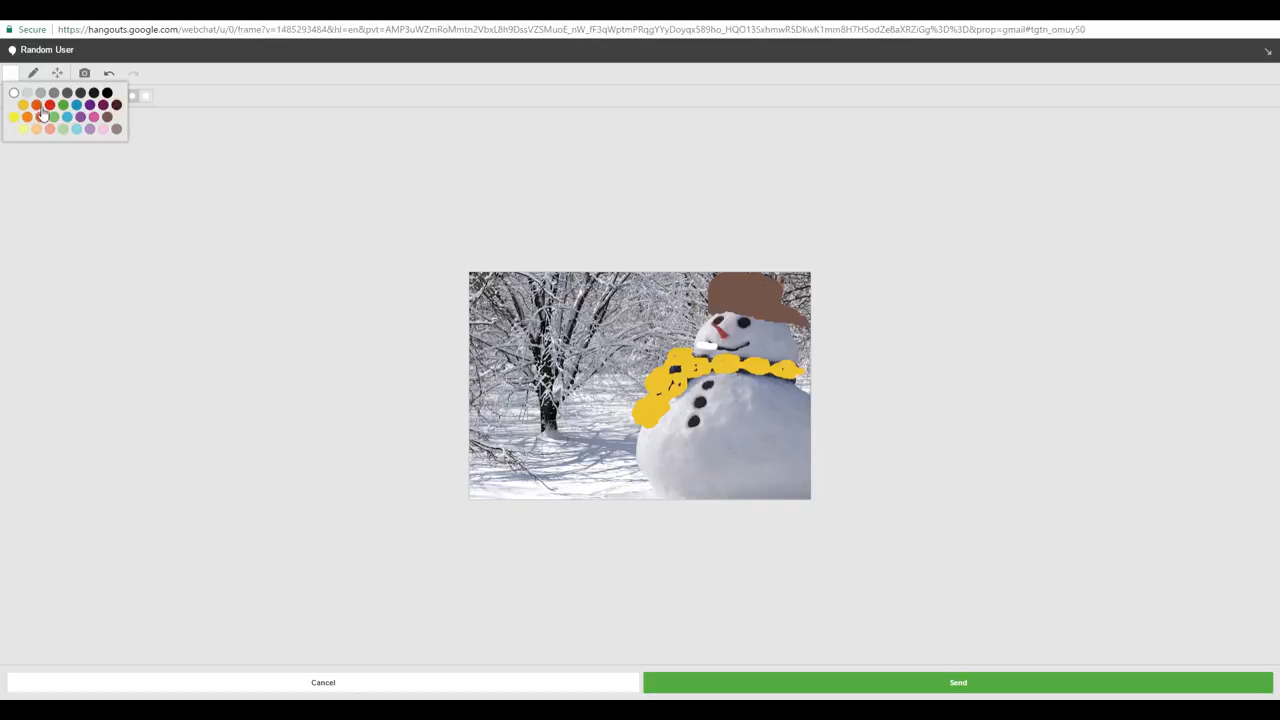 Secure https://hangouts.google.com/webchat/u/0/frame?v=1485293484&hl=en&pvt=AMP3uWZmRoMmtn2VbxL8h9DssVZSMuoE_nW_fF3qWptmPRqgYYyDoyqx589ho_HQO13SxhmwR5DKwK1mm8H7HSodZe8aXRZiGg%3D%3D&prop=gmail#tgtn_omuy50
Random User
Cancel Send